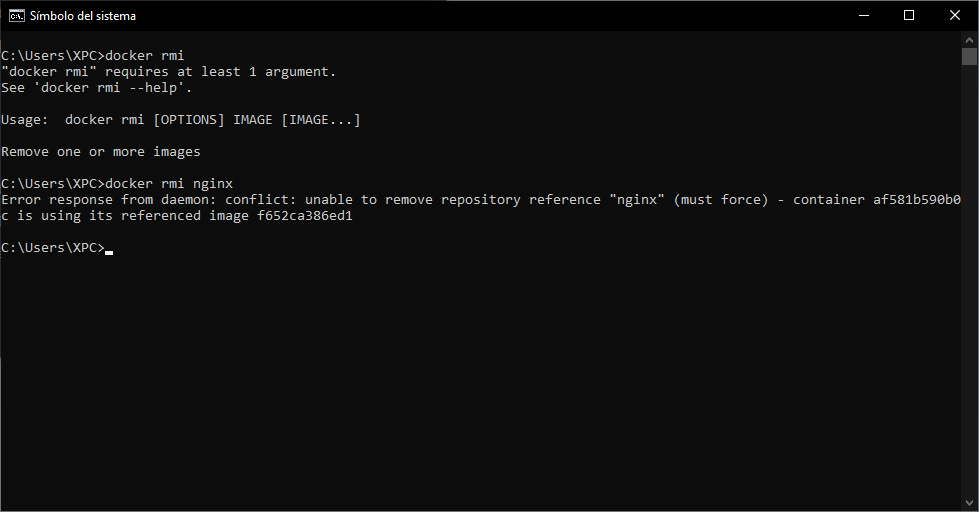 Símbolo del sistema
C:\Users\XPC>docker rmi
"docker rmi" requires at least 1 argument.
See 'docker rmi --help'.
Usage:  docker rmi [OPTIONS] IMAGE [IMAGE...]
Remove one or more images
C:\Users\XPC>docker rmi nginx
Error response from daemon: conflict: unable to remove repository reference "nginx" (must force) - container af581b590b0
c is using its referenced image f652ca386ed1
C:\Users\XPC>